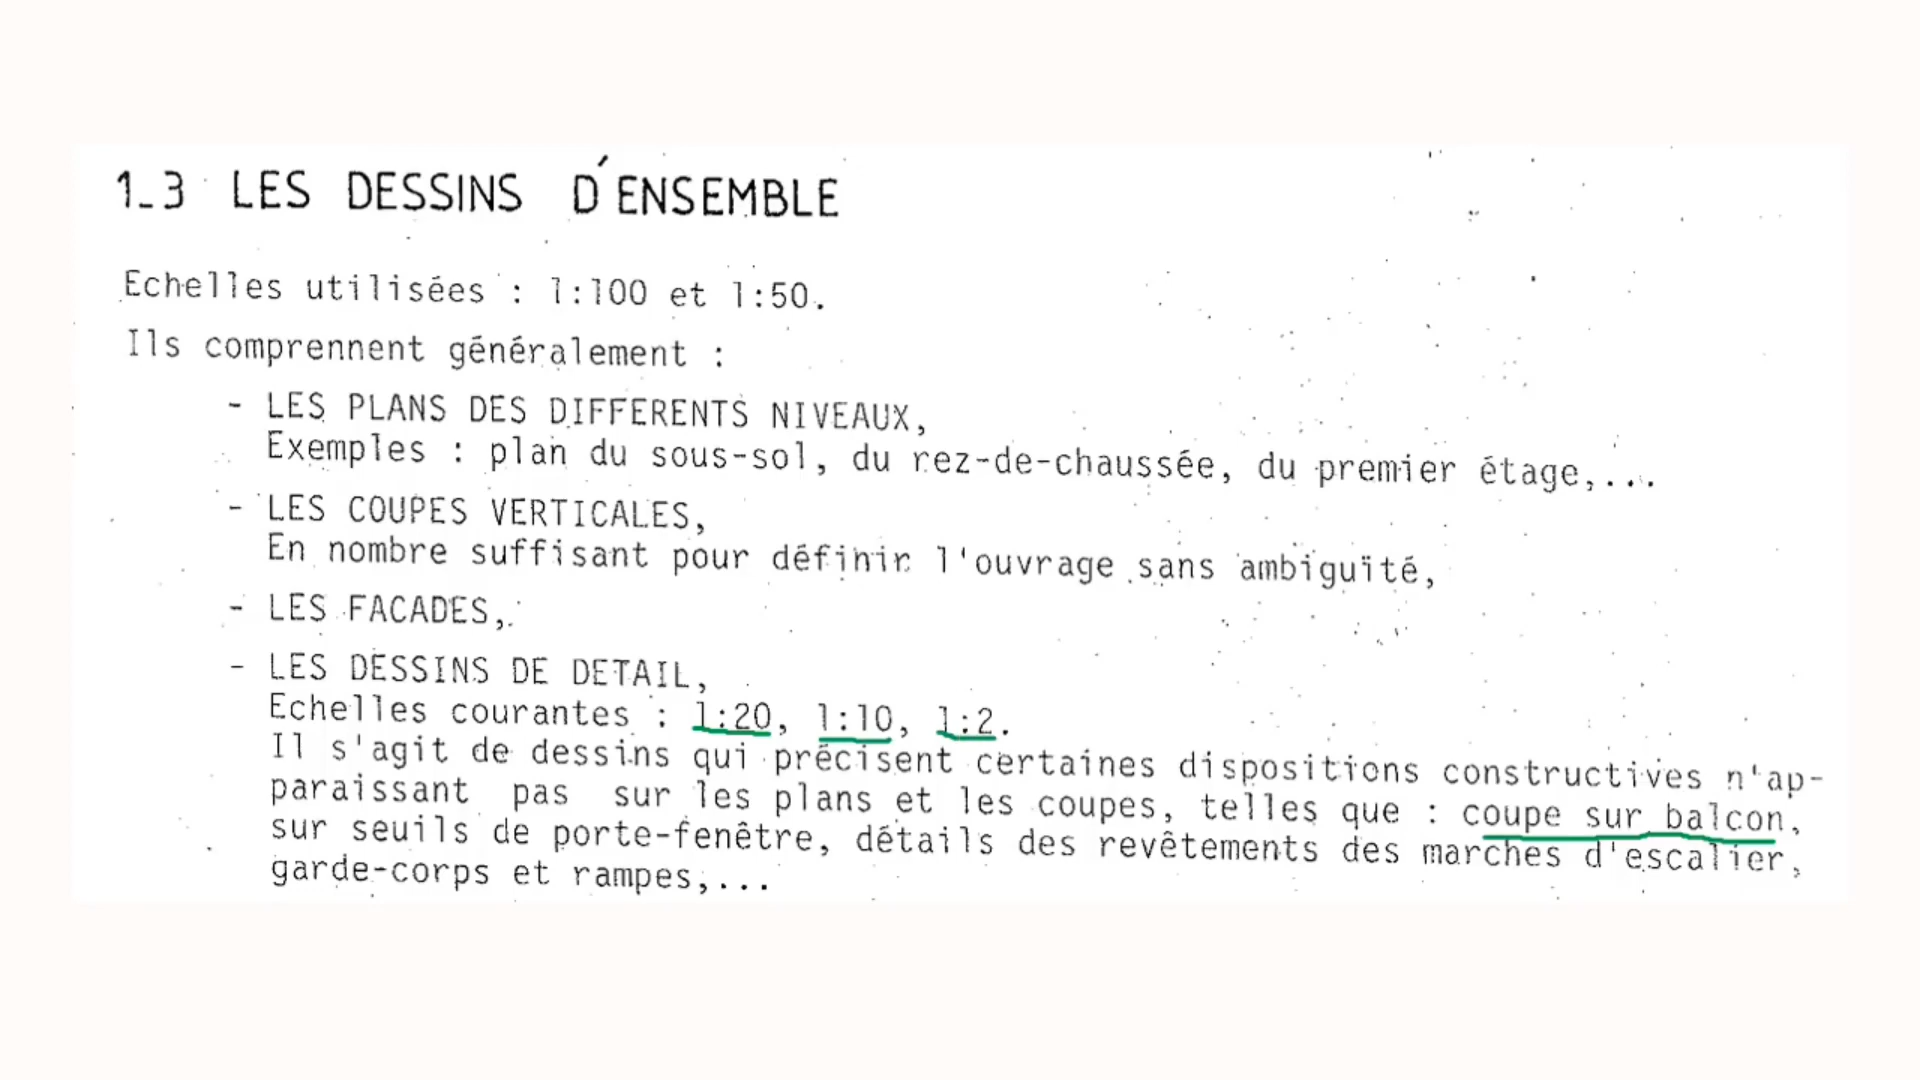 1_3 LES DESSINS D'ENSEMBLE
Echelles utilisées : 1:100 et 1:50.
Ils comprennent généralement :
- LES PLANS DES DIFFERENTS NIVEAUX,
Exemples : plan du sous-sol, du rez-de-chaussée, du premier étage,...
- LES COUPES VERTICALES,
En nombre suffisant pour définir l'ouvrage sans ambiguïté,
- LES FACADES,
- LES DESSINS DE DETAIL,
Echelles courantes : 1:20, 1:10, 1:2.
Il s'agit de dessins qui précisent certaines dispositions constructives n'ap-
paraissant pas sur les plans et les coupes, telles que : coupe sur balcon,
sur seuils de porte-fenêtre, détails des revêtements des marches d'escalier,
garde-corps et rampes,...